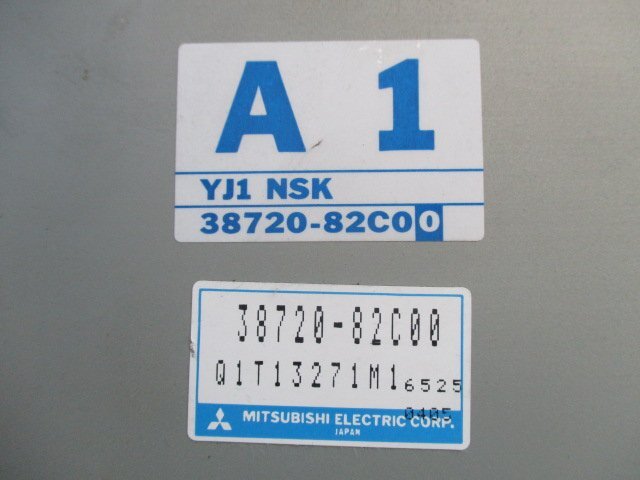 A 1
YJ1 NSK
38720-82C00
38720-82C00
Q1T13271M1 6525
0405
MITSUBISHI ELECTRIC CORP.
JAPAN